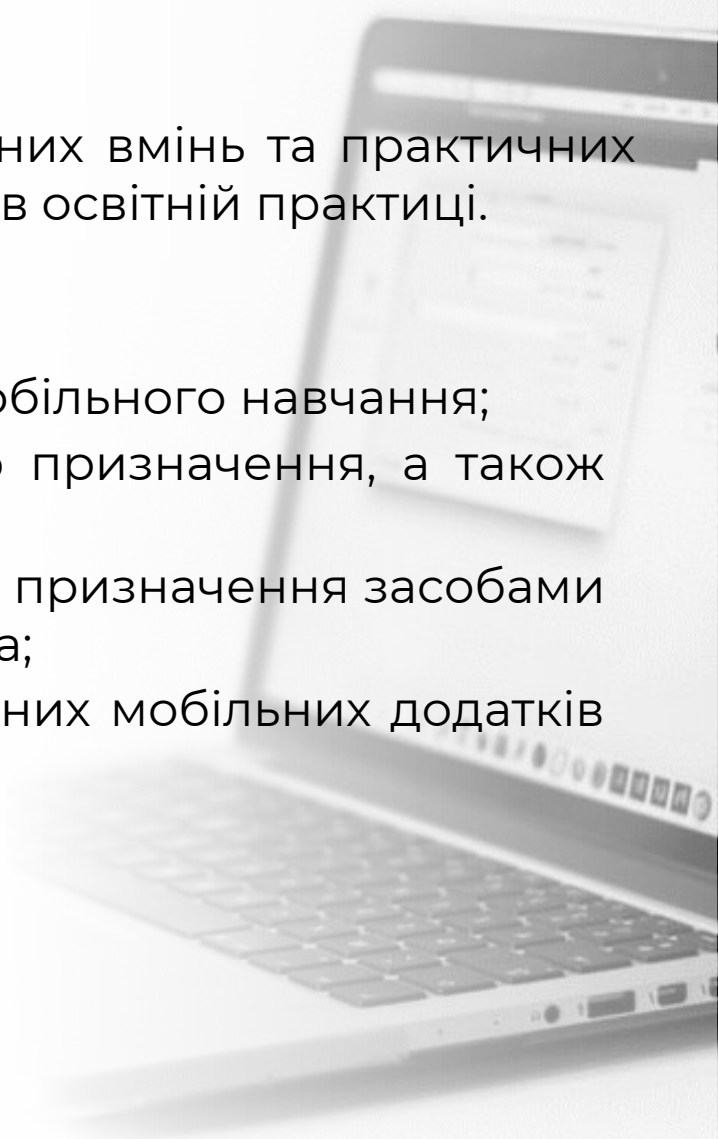 них вмінь та практичних
в освітній практиці.
обільного навчання;
призначення, а також
призначення засобами
а;
них мобільних додатків